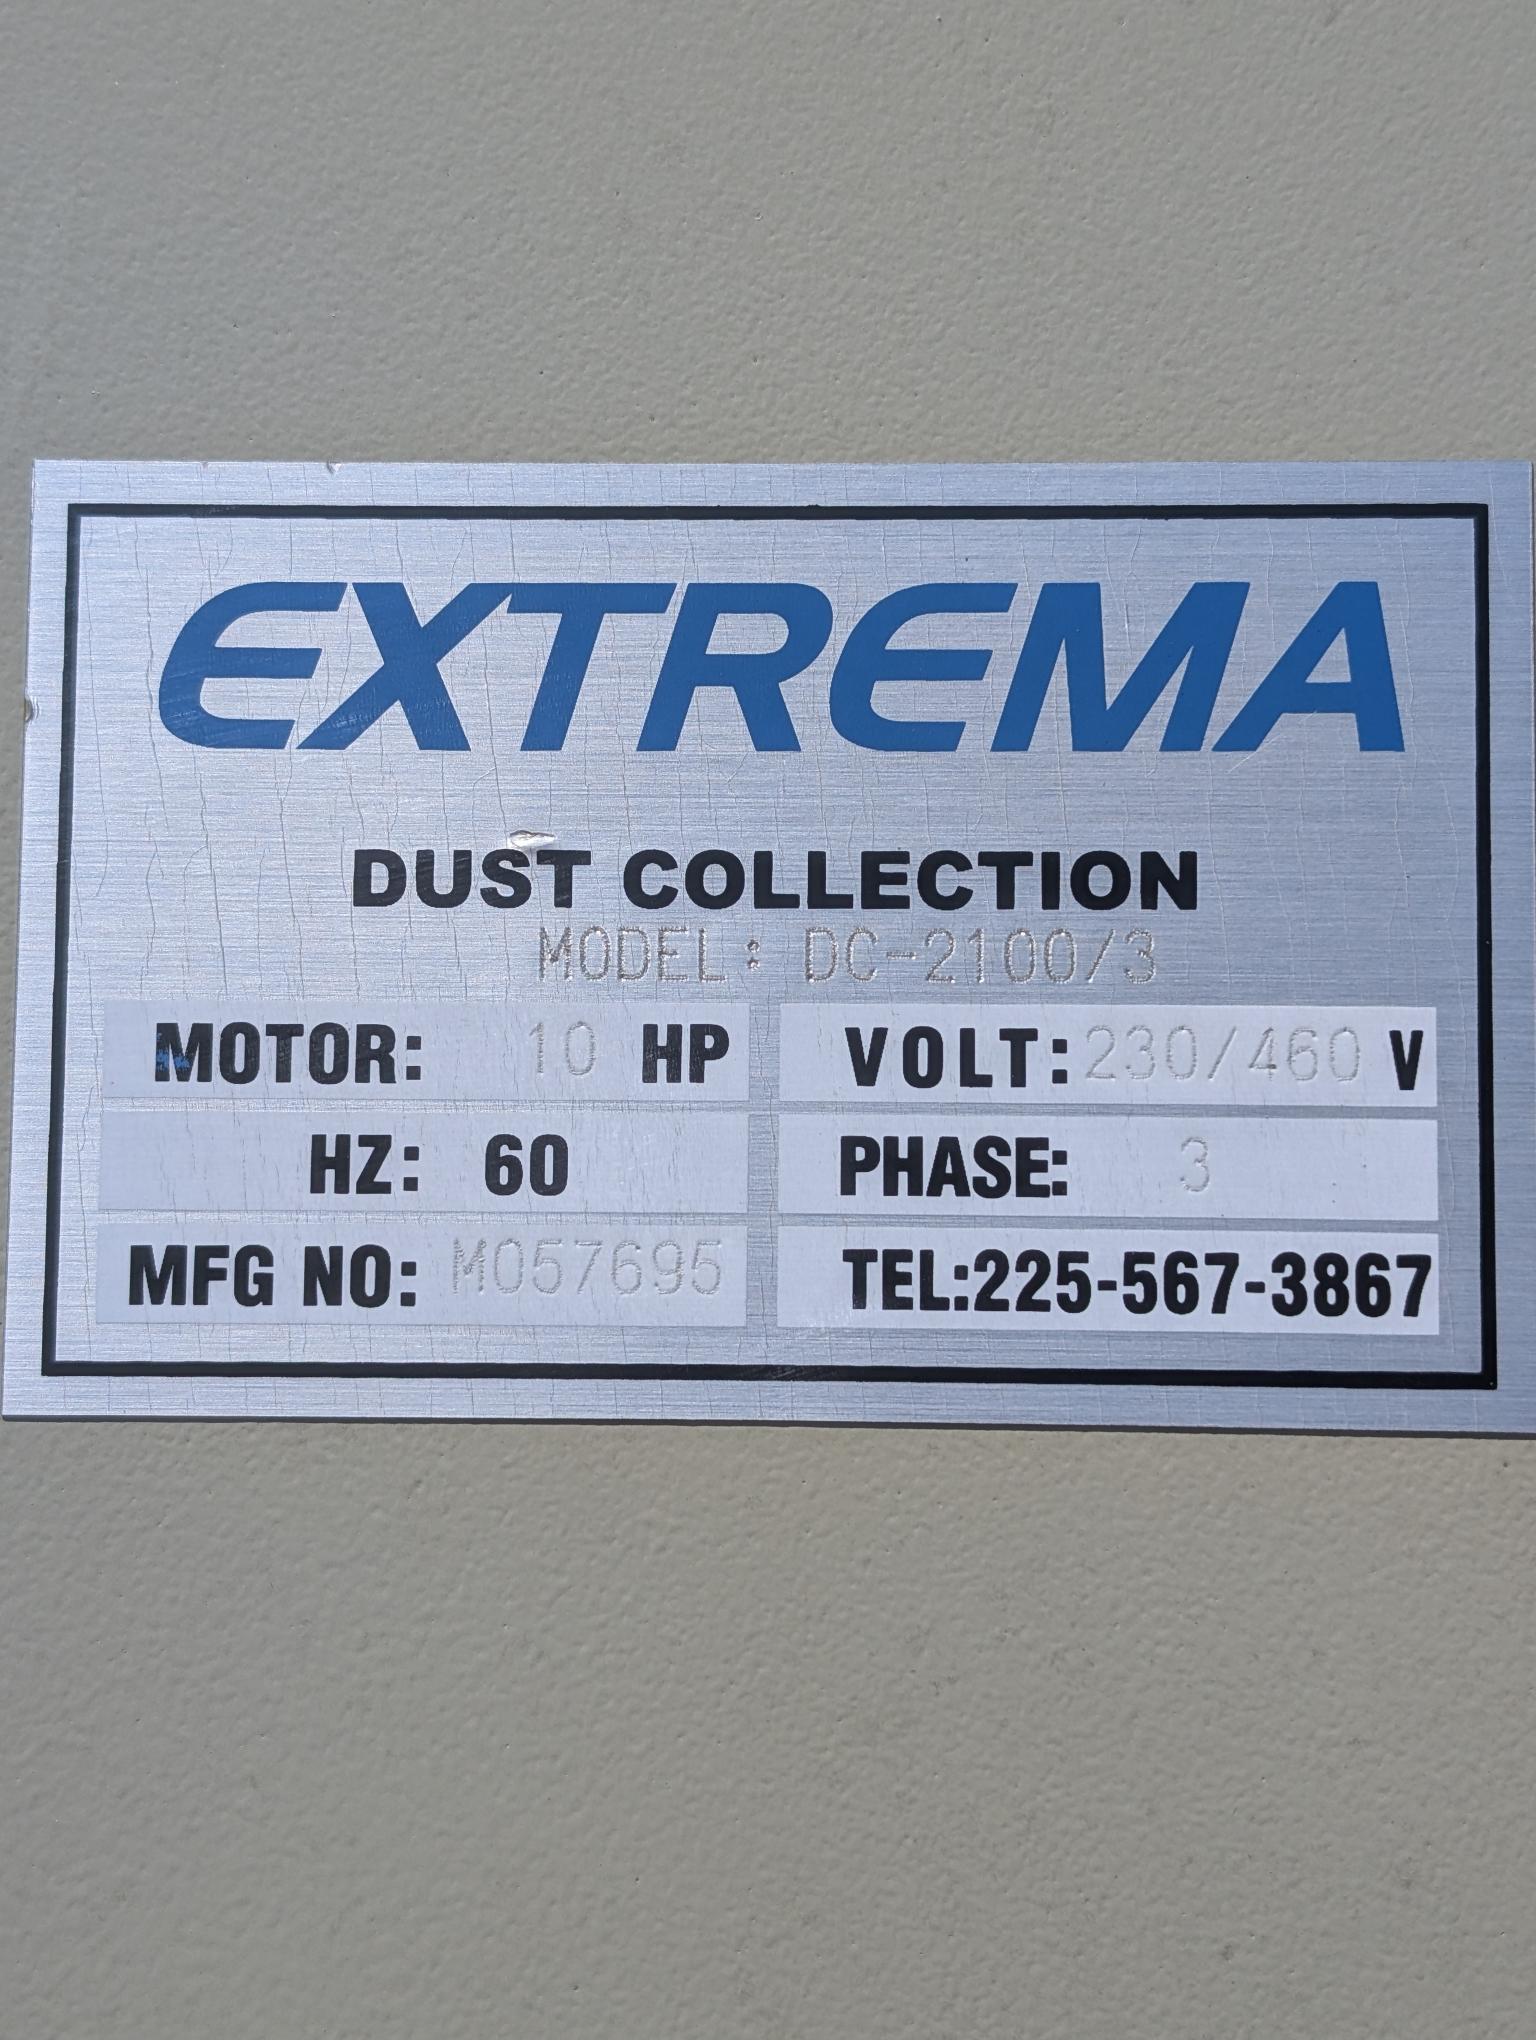 EXTREMA
DUST COLLECTION
MODEL: DC-2100/3
MOTOR: 10 HP
VOLT: 230/460 V
HZ: 60
PHASE: 3
MFG NO: M057695
TEL:225-567-3867